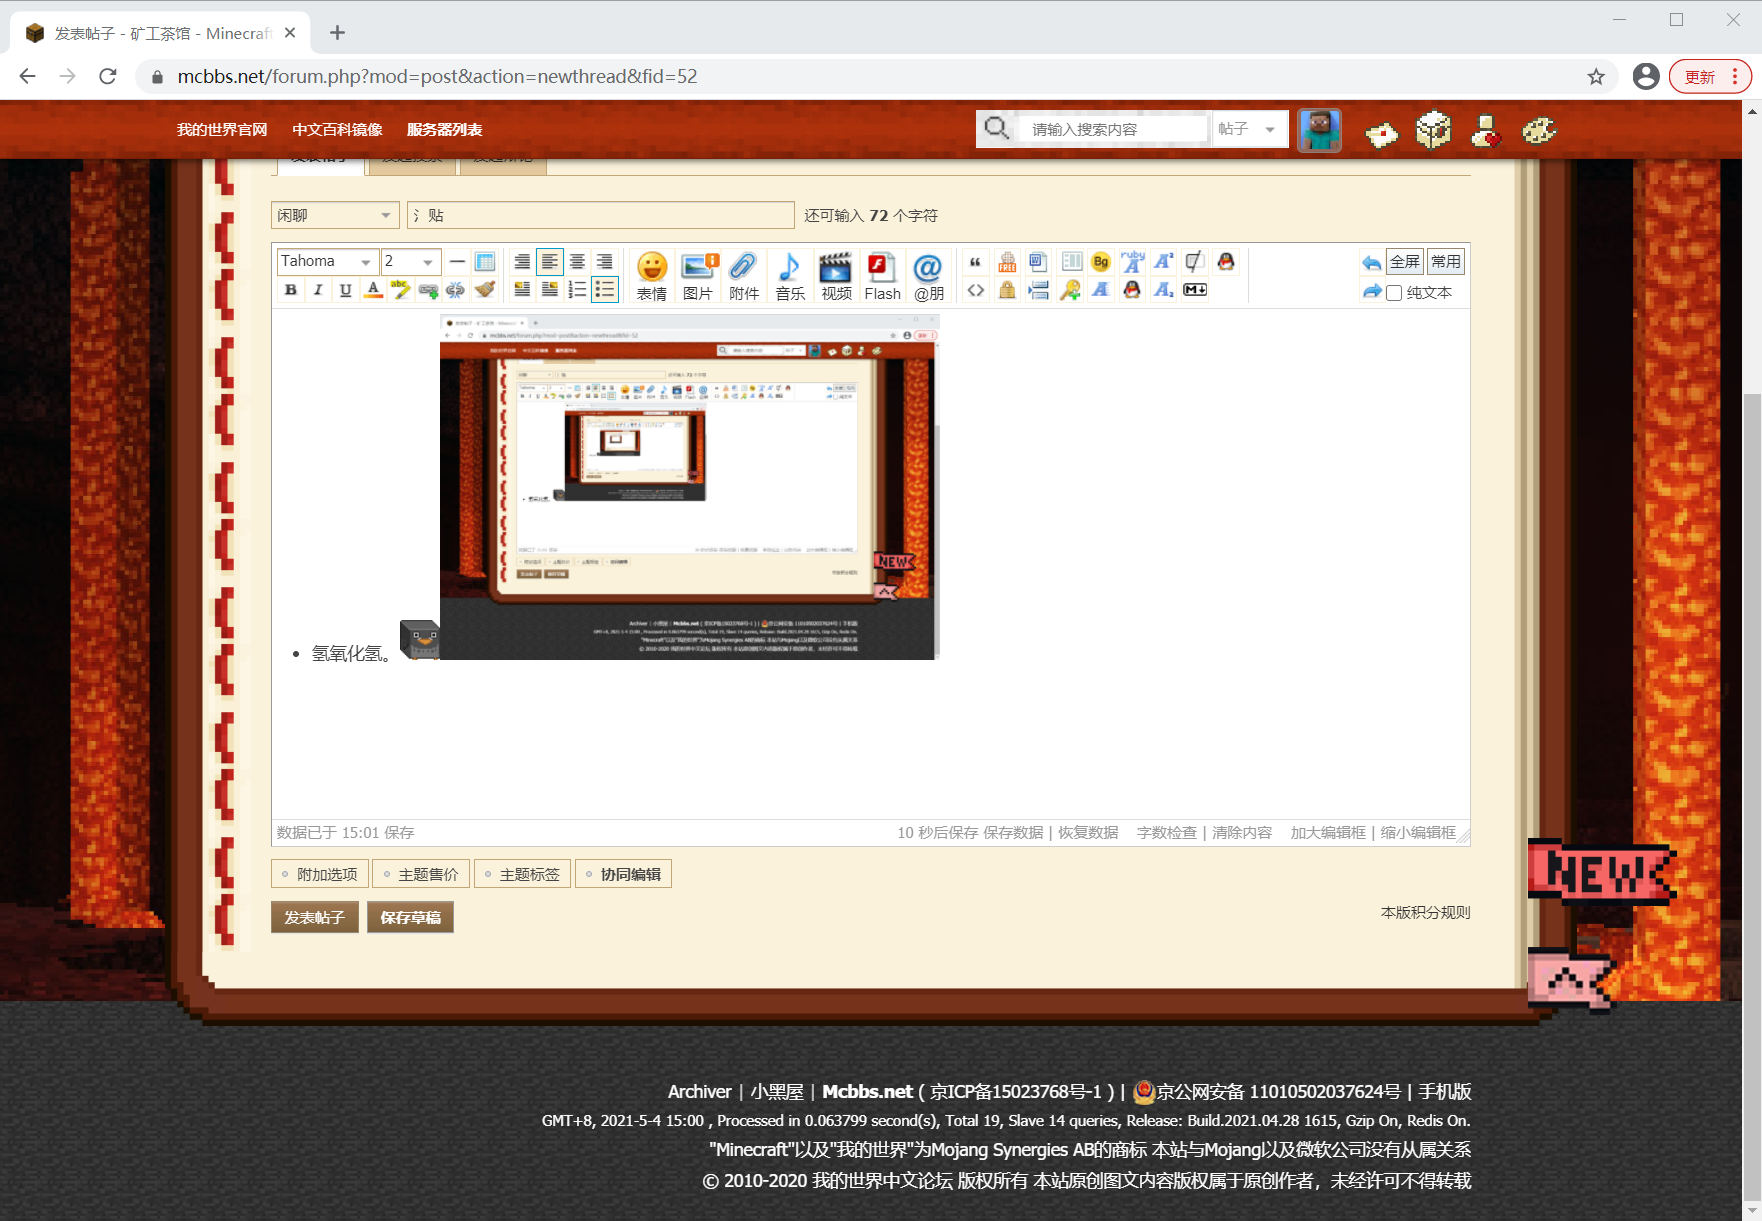 发表帖子 - 矿工茶馆 - Minecraft
mcbbs.net/forum.php?mod=post&action=newthread&fid=52
更新
我的世界官网 中文百科镜像 服务器列表
请输入搜索内容 帖子
闲聊 氵贴 还可输入 72 个字符
Tahoma 2 全屏 常用
表情 图片 附件 音乐 视频 Flash @朋 纯文本
氢氧化氢。
数据已于 15:01 保存 10 秒后保存 保存数据 | 恢复数据 字数检查 | 清除内容 加大编辑框 | 缩小编辑框
附加选项 主题售价 主题标签 协同编辑
发表帖子 保存草稿 本版积分规则
NEW
Archiver | 小黑屋 | Mcbbs.net ( 京ICP备15023768号-1 ) | 京公网安备 11010502037624号 | 手机版
GMT+8, 2021-5-4 15:00 , Processed in 0.063799 second(s), Total 19, Slave 14 queries, Release: Build.2021.04.28 1615, Gzip On, Redis On.
"Minecraft"以及"我的世界"为Mojang Synergies AB的商标 本站与Mojang以及微软公司没有从属关系
© 2010-2020 我的世界中文论坛 版权所有 本站原创图文内容版权属于原创作者，未经许可不得转载